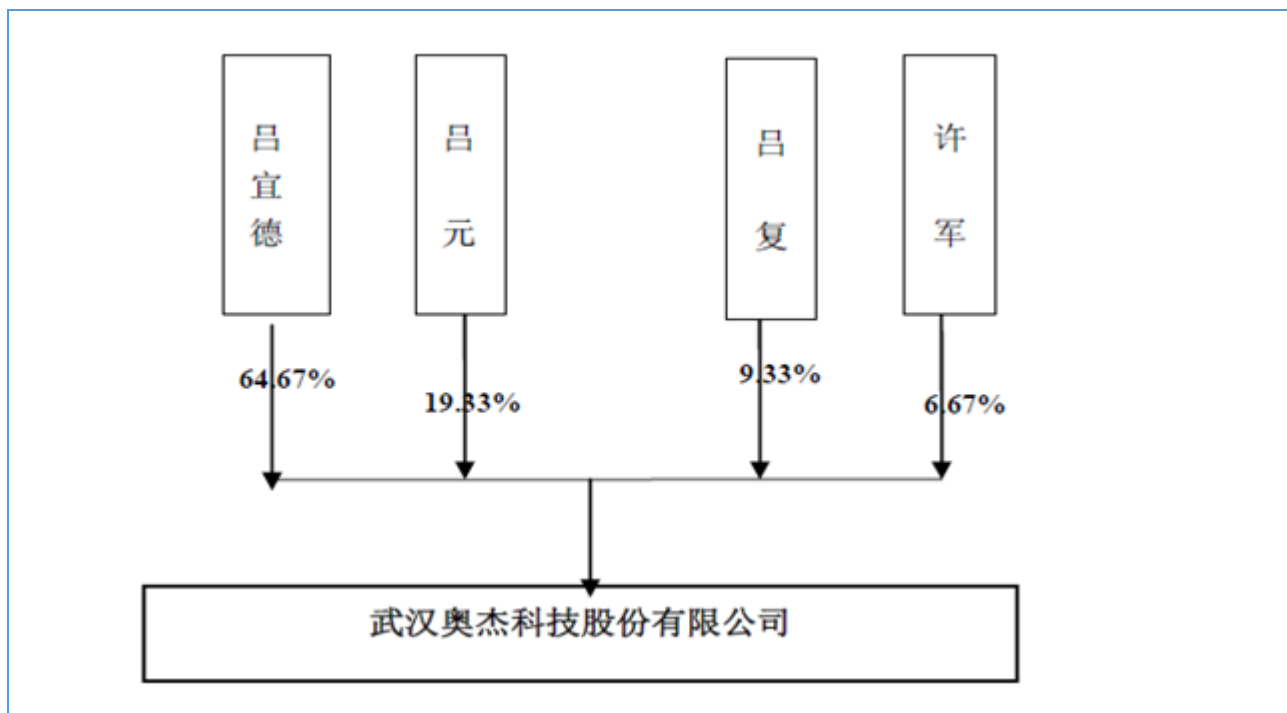 吕宜德
吕元
吕复
许军
64.67%
19.33%
9.33%
6.67%
武汉奥杰科技股份有限公司